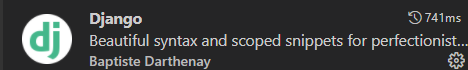 dj
Django 741ms
Beautiful syntax and scoped snippets for perfectionist...
Baptiste Darthenay